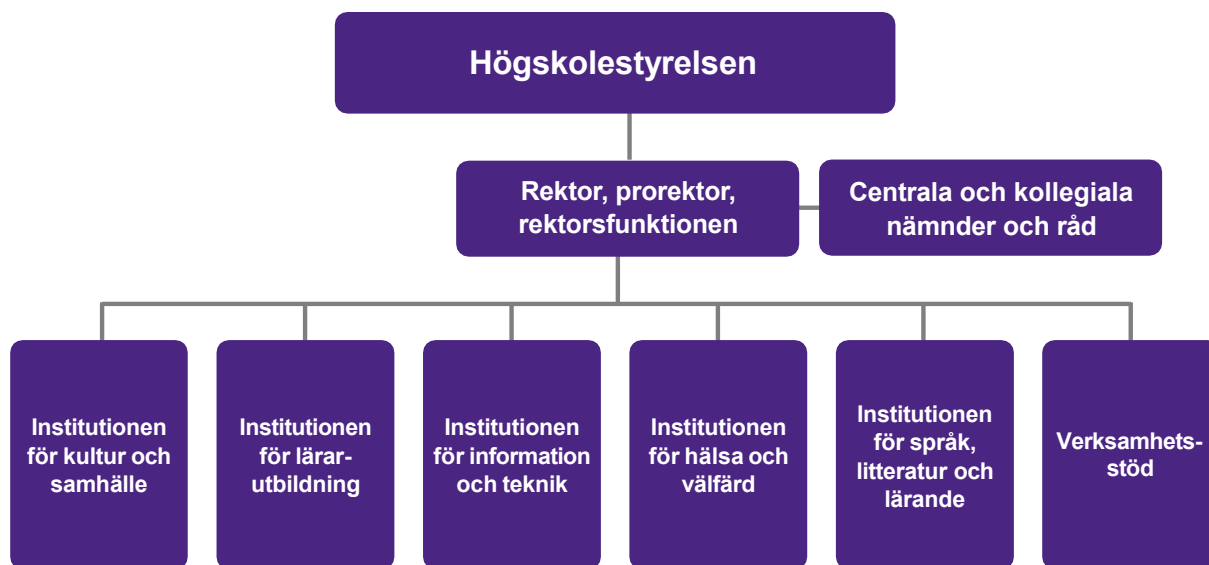 Högskolestyrelsen
Rektor, prorektor,
rektorsfunktionen
Centrala och kollegiala
nämnder och råd
Institutionen
för kultur och
samhälle
Institutionen
för lärar-
utbildning
Institutionen
för information
och teknik
Institutionen
för hälsa och
välfärd
Institutionen
för språk,
litteratur och
lärande
Verksamhets-
stöd